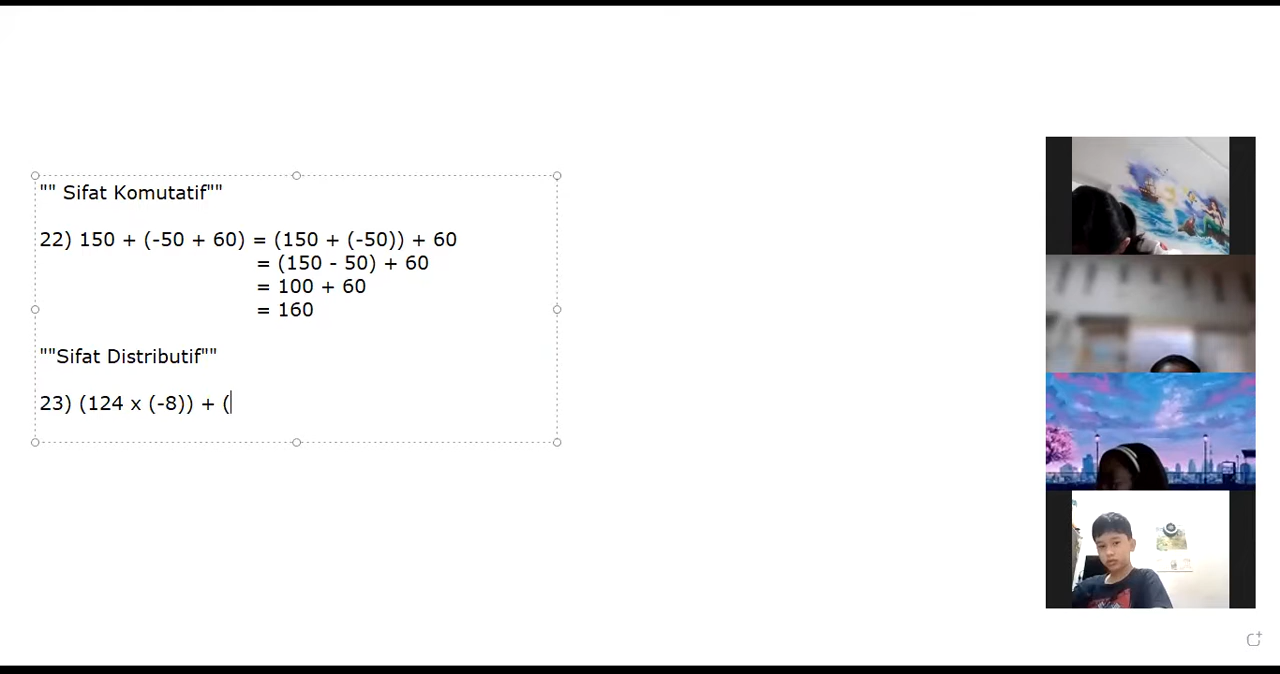 "" Sifat Komutatif""
22) 150 + (-50 + 60) = (150 + (-50)) + 60
= (150 - 50) + 60
= 100 + 60
= 160
""Sifat Distributif""
23) (124 x (-8)) + (